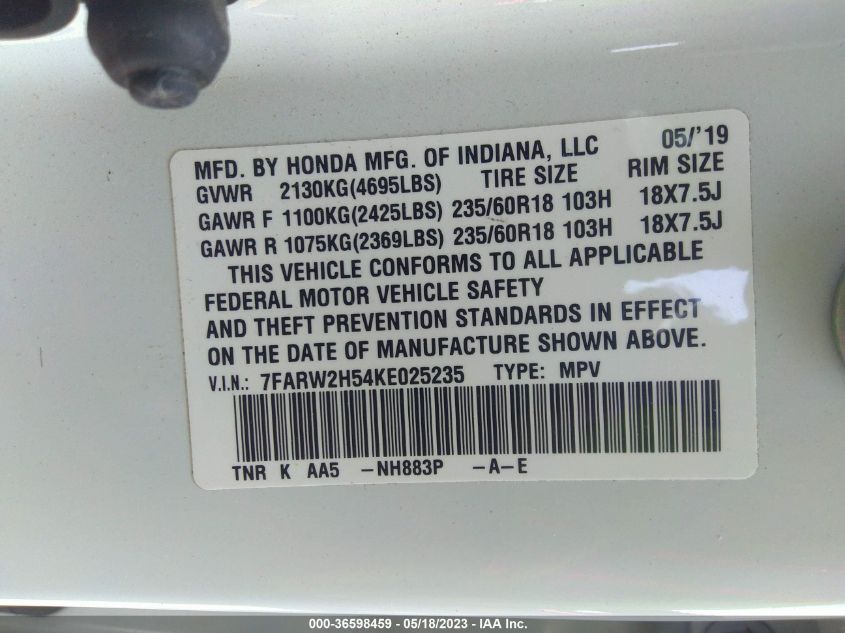 MFD. BY HONDA MFG. OF INDIANA, LLC 05/'19
GVWR 2130KG(4695LBS) TIRE SIZE RIM SIZE
GAWR F 1100KG(2425LBS) 235/60R18 103H 18X7.5J
GAWR R 1075KG(2369LBS) 235/60R18 103H 18X7.5J
THIS VEHICLE CONFORMS TO ALL APPLICABLE
FEDERAL MOTOR VEHICLE SAFETY
AND THEFT PREVENTION STANDARDS IN EFFECT
ON THE DATE OF MANUFACTURE SHOWN ABOVE.
V.I.N.: 7FARW2H54KE025235 TYPE: MPV
TNR K AA5 -NH883P -A-E
000-36598459 - 05/18/2023 - IAA Inc.